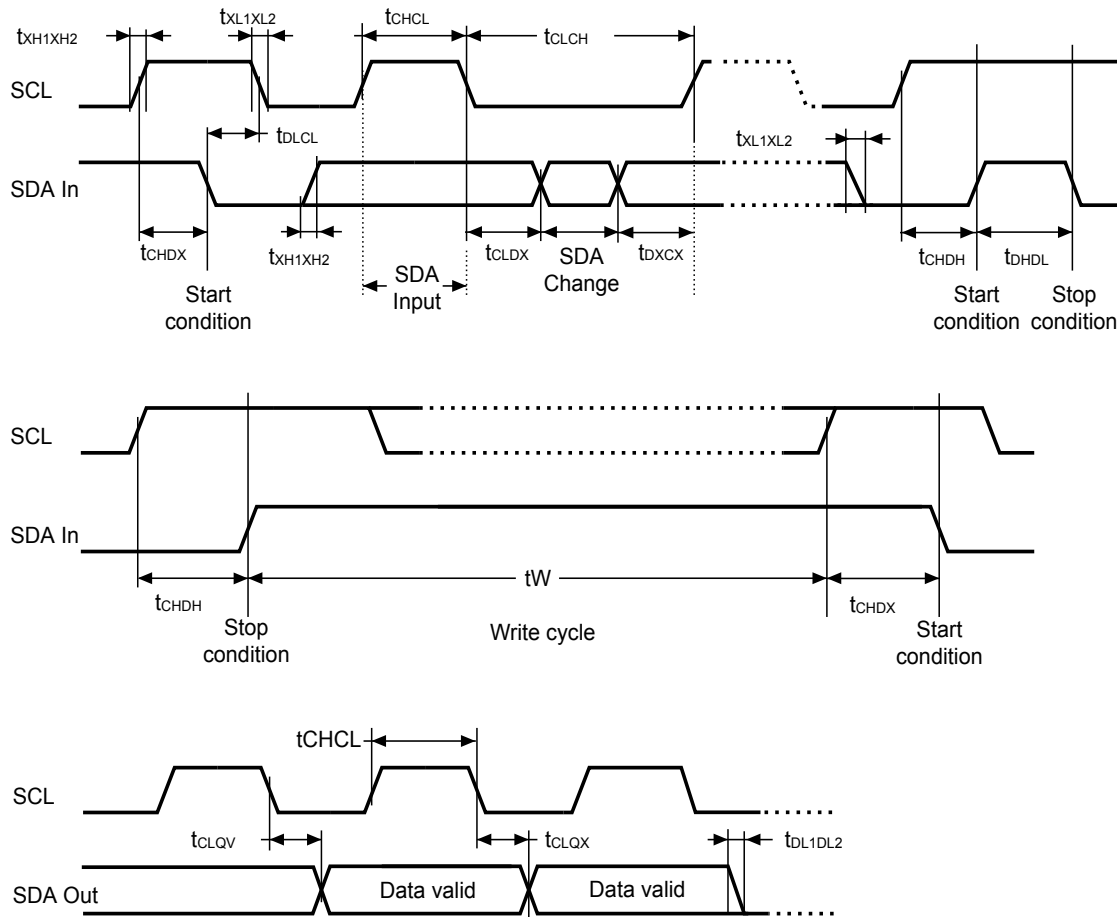 tXL1XL2 tCHCL tCLCH
tXH1XH2
SCL
tDLCL tXL1XL2
SDA In
tCHDX tXH1XH2 tCLDX SDA tDXCX tCHDH tDHDL
Start SDA Change Start Stop
condition Input condition condition
SCL
SDA In
tCHDH tW tCHDX
Stop Write cycle Start
condition condition
tCHCL
SCL
tCLQV tCLQX tDL1DL2
SDA Out Data valid Data valid